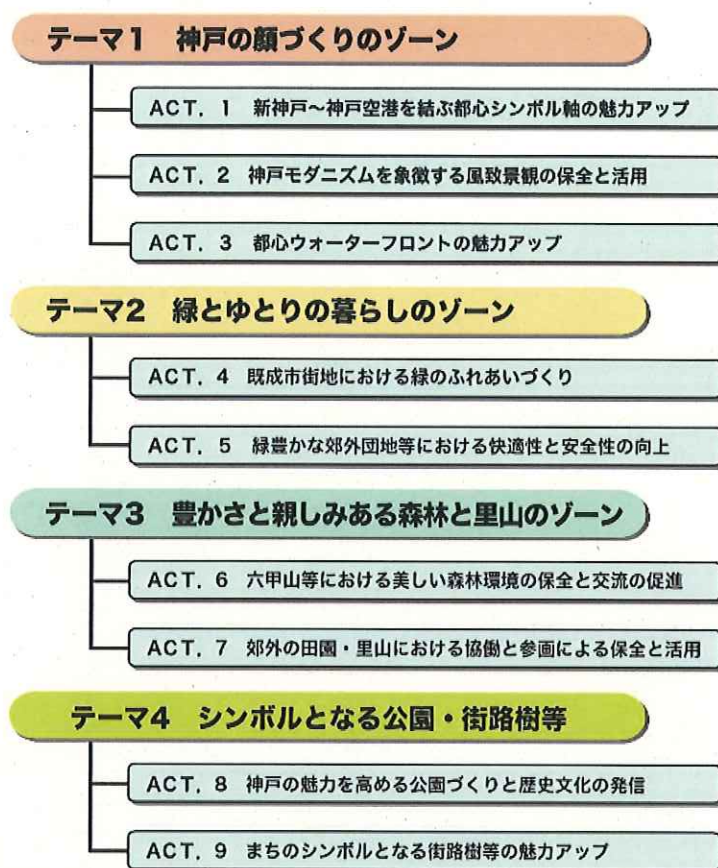 テーマ1 神戸の顔づくりのゾーン
ACT. 1 新神戸～神戸空港を結ぶ都心シンボル軸の魅力アップ
ACT. 2 神戸モダニズムを象徴する風致景観の保全と活用
ACT. 3 都心ウォーターフロントの魅力アップ
テーマ2 緑とゆとりの暮らしのゾーン
ACT. 4 既成市街地における緑のふれあいづくり
ACT. 5 緑豊かな郊外団地等における快適性と安全性の向上
テーマ3 豊かさと親しみある森林と里山のゾーン
ACT. 6 六甲山等における美しい森林環境の保全と交流の促進
ACT. 7 郊外の田園・里山における協働と参画による保全と活用
テーマ4 シンボルとなる公園・街路樹等
ACT. 8 神戸の魅力を高める公園づくりと歴史文化の発信
ACT. 9 まちのシンボルとなる街路樹等の魅力アップ